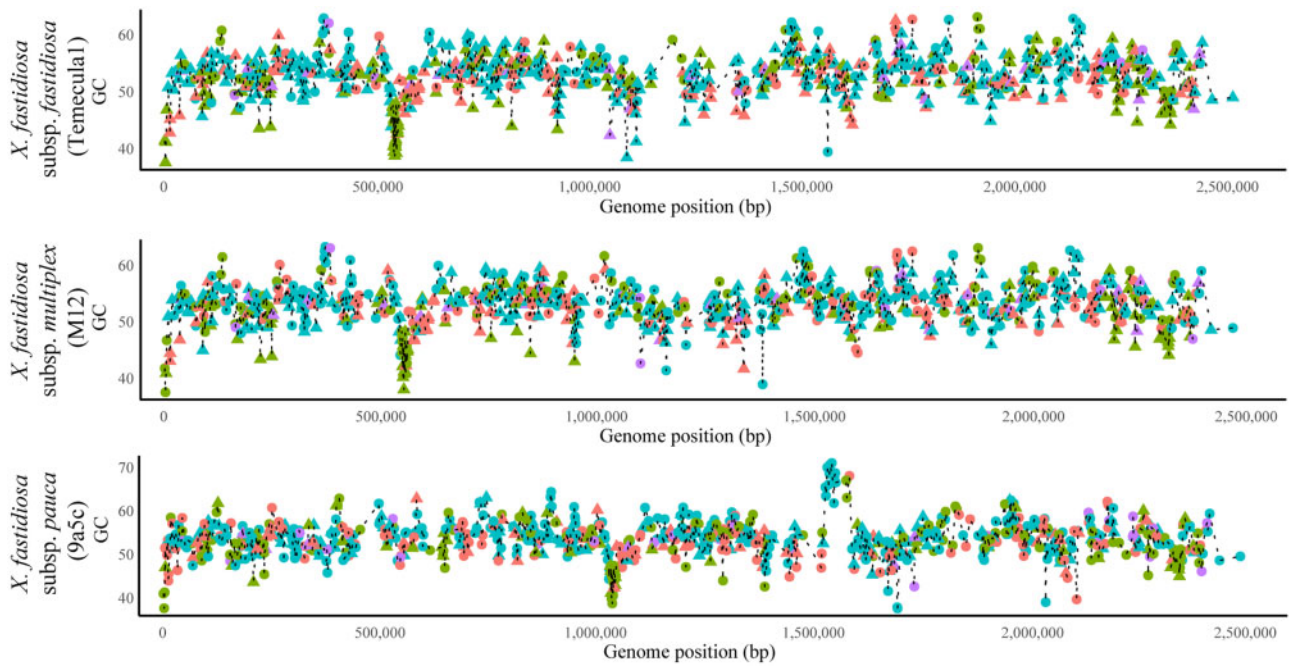 X. fastidiosa
subsp. fastidiosa
(Temecula1)
GC
60
50
40
0
500,000
1,000,000
1,500,000
2,000,000
2,500,000
Genome position (bp)
X. fastidiosa
subsp. multiplex
(M12)
GC
60
50
40
0
500,000
1,000,000
1,500,000
2,000,000
2,500,000
Genome position (bp)
X. fastidiosa
subsp. pauca
(9a5c)
GC
70
60
50
40
0
500,000
1,000,000
1,500,000
2,000,000
2,500,000
Genome position (bp)